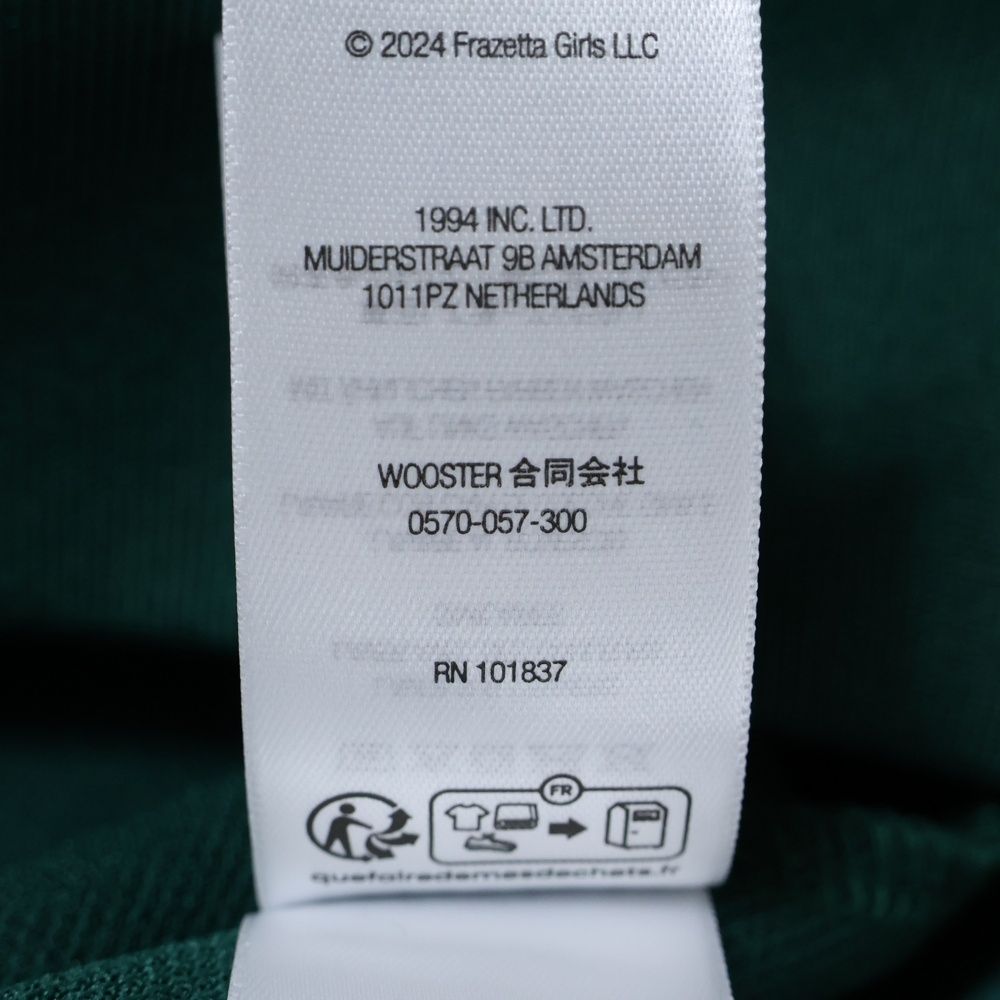 © 2024 Frazetta Girls LLC
1994 INC. LTD.
MUIDERSTRAAT 9B AMSTERDAM
1011PZ NETHERLANDS
WOOSTER 合同会社
0570-057-300
RN 101837
FR
quefairedemesdechets.fr